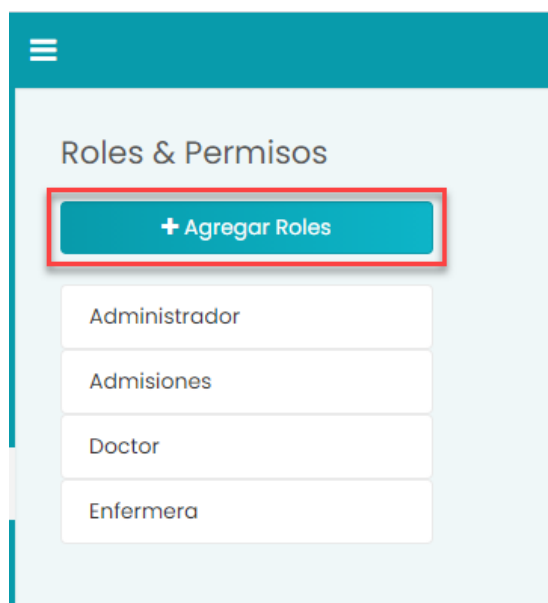 Roles & Permisos
+ Agregar Roles
Administrador
Admisiones
Doctor
Enfermera